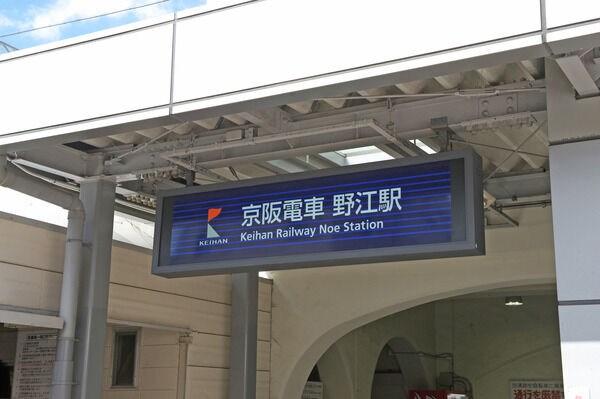 京阪電車 野江駅
KEIHAN
Keihan Railway Noe Station